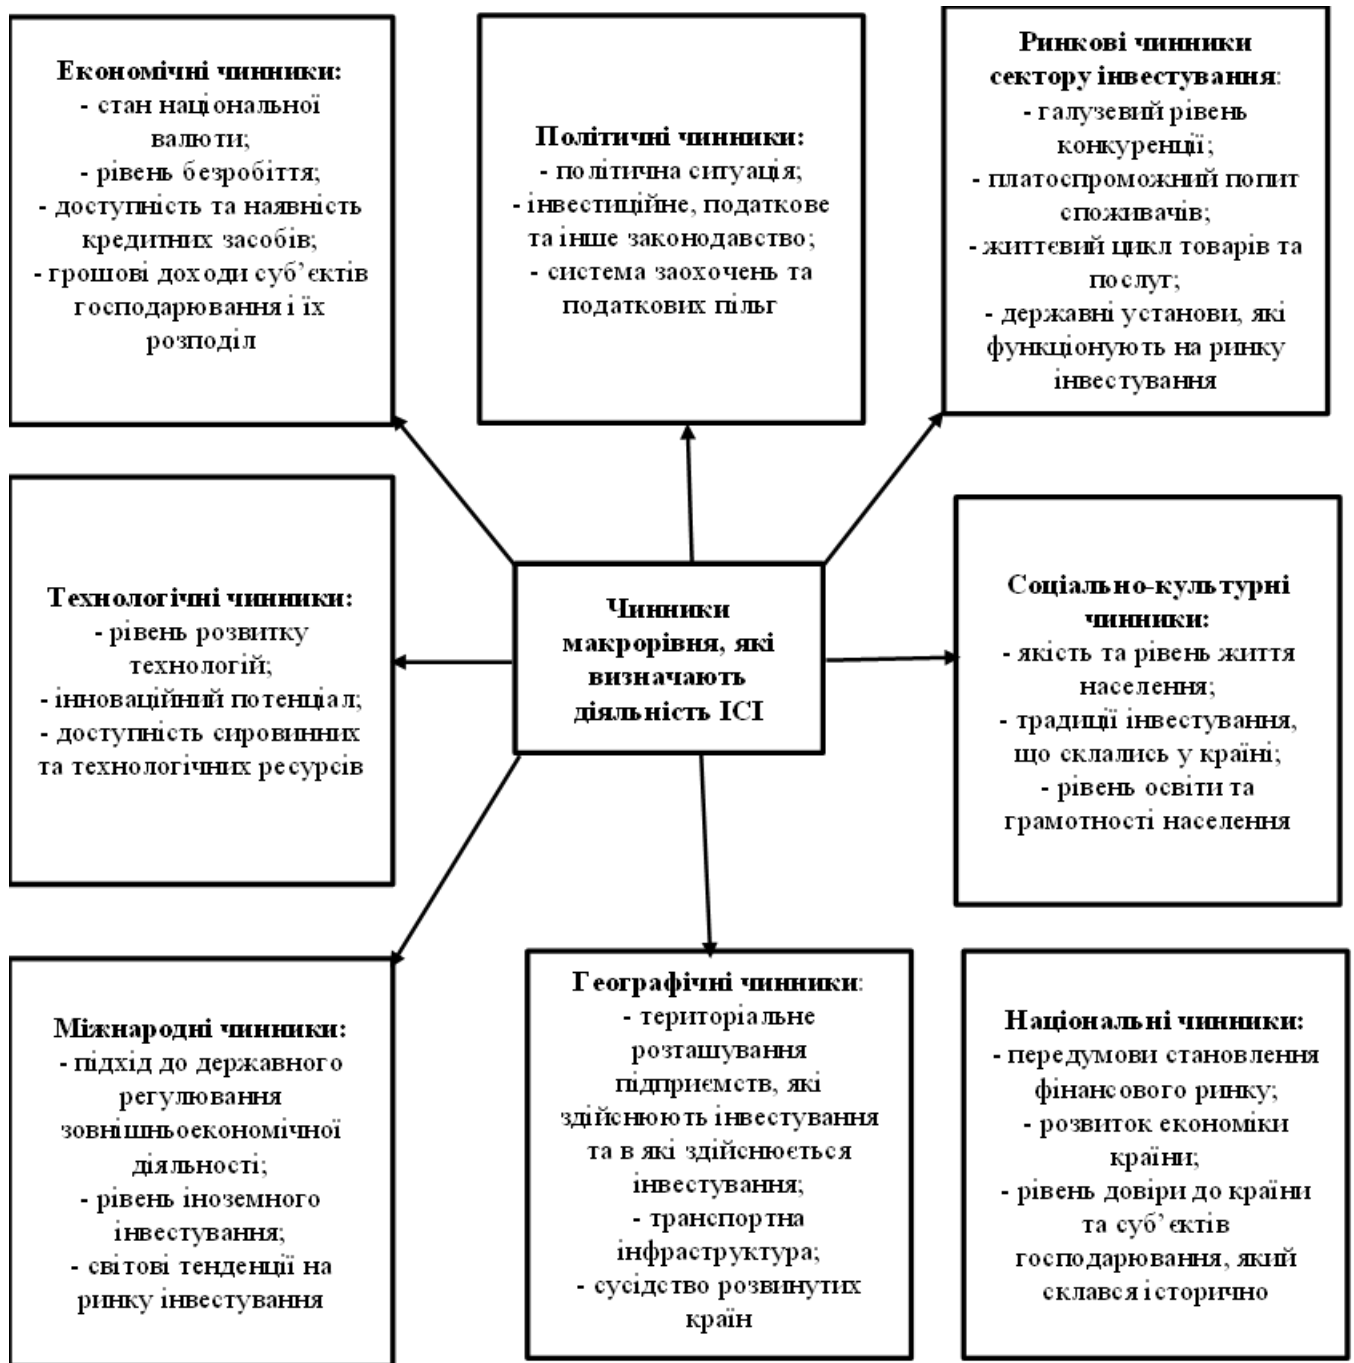 Економічні чинники:
- стан національної
валюти;
- рівень безробіття;
- доступність та наявність
кредитних засобів;
- грошові доходи суб’єктів
господарювання і їх
розподіл
Політичні чинники:
- політична ситуація;
- інвестиційне, податкове
та інше законодавство;
- система заохочень та
податкових пільг
Ринкові чинники
сектору інвестування:
- галузевий рівень
конкуренції;
- платоспроможний попит
споживачів;
- життєвий цикл товарів та
послуг;
- державні установи, які
функціонують на ринку
інвестування
Технологічні чинники:
- рівень розвитку
технологій;
- інноваційний потенціал;
- доступність сировинних
та технологічних ресурсів
Чинники
макрорівня, які
визначають
діяльність ІСІ
Соціально-культурні
чинники:
- якість та рівень життя
населення;
- традиції інвестування,
що склались у країні;
- рівень освіти та
грамотності населення
Міжнародні чинники:
- підхід до державного
регулювання
зовнішньоекономічної
діяльності;
- рівень іноземного
інвестування;
- світові тенденції на
ринку інвестування
Географічні чинники:
- територіальне
розташування
підприємств, які
здійснюють інвестування
та в які здійснюється
інвестування;
- транспортна
інфраструктура;
- сусідство розвинутих
країн
Національні чинники:
- передумови становлення
фінансового ринку;
- розвиток економіки
країни;
- рівень довіри до країни
та суб’єктів
господарювання, який
склався історично